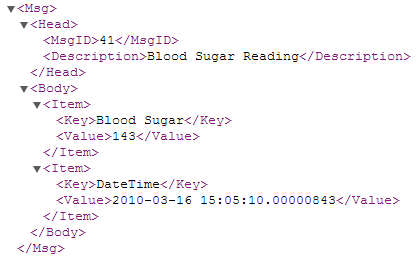 <Msg>
<Head>
<MsgID>41</MsgID>
<Description>Blood Sugar Reading</Description>
</Head>
<Body>
<Item>
<Key>Blood Sugar</Key>
<Value>143</Value>
</Item>
<Item>
<Key>DateTime</Key>
<Value>2010-03-16 15:05:10.00000843</Value>
</Item>
</Body>
</Msg>